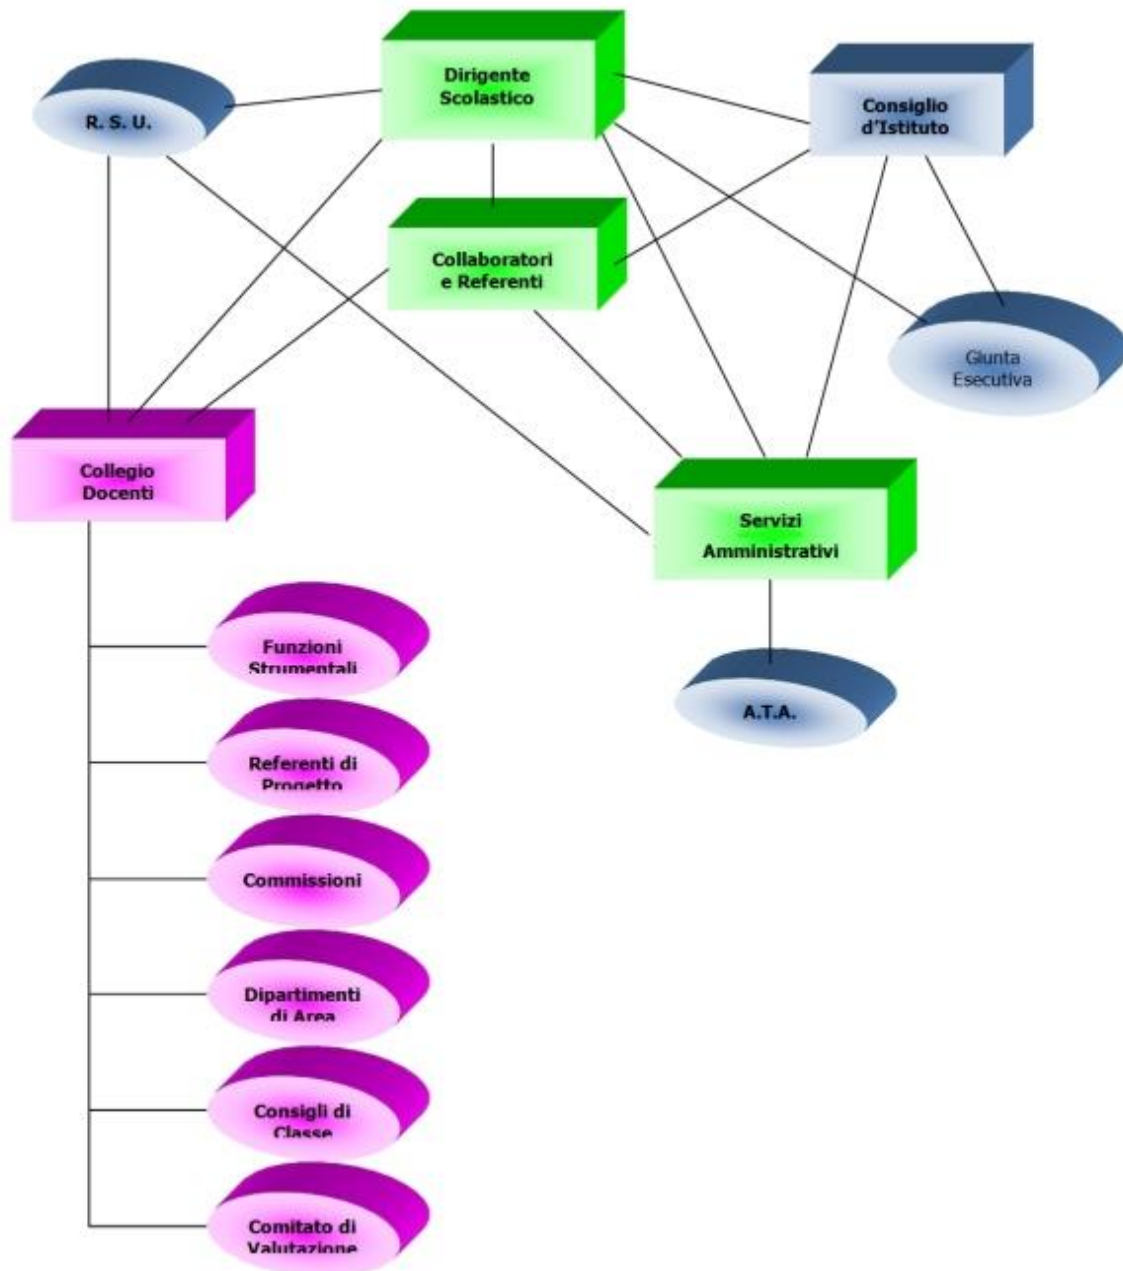 Dirigente
Scolastico
R. S. U.
Consiglio
d'Istituto
Collaboratori
e Referenti
Giunta
Esecutiva
Collegio
Docenti
Servizi
Amministrativi
Funzioni
Strumentali
A.T.A.
Referenti di
Progetto
Commissioni
Dipartimenti
di Area
Consigli di
Classe
Comitato di
Valutazione